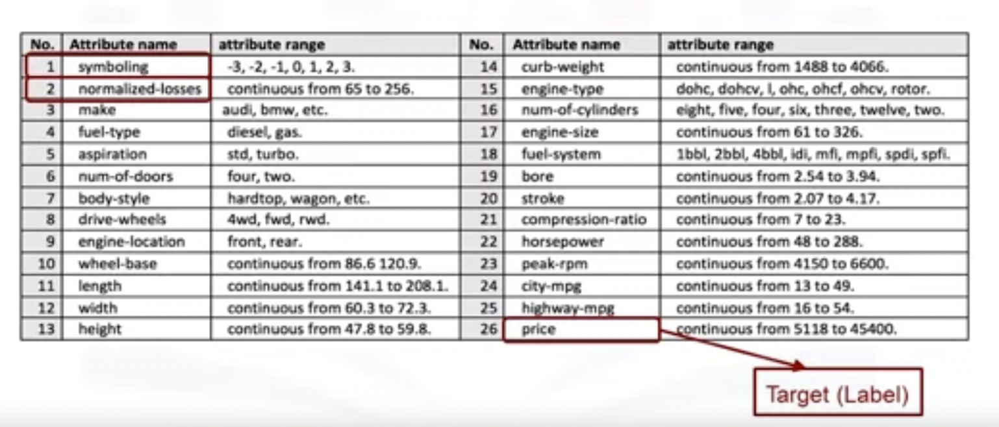 No. Attribute name attribute range No. Attribute name attribute range
1 symboling -3, -2, -1, 0, 1, 2, 3. 14 curb-weight continuous from 1488 to 4066.
2 normalized-losses continuous from 65 to 256. 15 engine-type dohc, dohcv, l, ohc, ohcf, ohcv, rotor.
3 make audi, bmw, etc. 16 num-of-cylinders eight, five, four, six, three, twelve, two.
4 fuel-type diesel, gas. 17 engine-size continuous from 61 to 326.
5 aspiration std, turbo. 18 fuel-system 1bbl, 2bbl, 4bbl, idi, mfi, mpfi, spdi, spfi.
6 num-of-doors four, two. 19 bore continuous from 2.54 to 3.94.
7 body-style hardtop, wagon, etc. 20 stroke continuous from 2.07 to 4.17.
8 drive-wheels 4wd, fwd, rwd. 21 compression-ratio continuous from 7 to 23.
9 engine-location front, rear. 22 horsepower continuous from 48 to 288.
10 wheel-base continuous from 86.6 120.9. 23 peak-rpm continuous from 4150 to 6600.
11 length continuous from 141.1 to 208.1. 24 city-mpg continuous from 13 to 49.
12 width continuous from 60.3 to 72.3. 25 highway-mpg continuous from 16 to 54.
13 height continuous from 47.8 to 59.8. 26 price continuous from 5118 to 45400.
Target (Label)